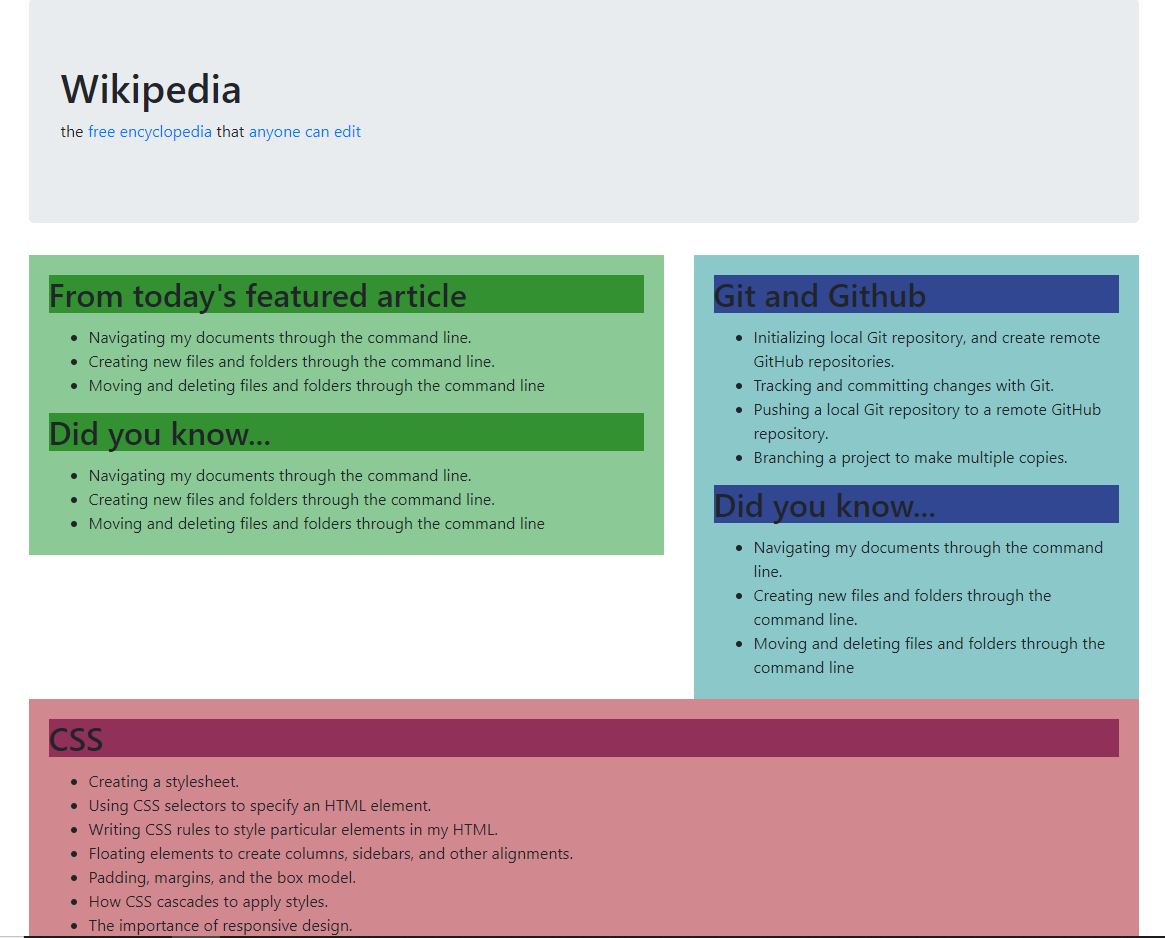 Wikipedia
the free encyclopedia that anyone can edit
From today's featured article
Navigating my documents through the command line.
Creating new files and folders through the command line.
Moving and deleting files and folders through the command line
Did you know...
Navigating my documents through the command line.
Creating new files and folders through the command line.
Moving and deleting files and folders through the command line
Git and Github
Initializing local Git repository, and create remote
GitHub repositories.
Tracking and committing changes with Git.
Pushing a local Git repository to a remote GitHub
repository.
Branching a project to make multiple copies.
Did you know...
Navigating my documents through the command
line.
Creating new files and folders through the
command line.
Moving and deleting files and folders through the
command line
CSS
Creating a stylesheet.
Using CSS selectors to specify an HTML element.
Writing CSS rules to style particular elements in my HTML.
Floating elements to create columns, sidebars, and other alignments.
Padding, margins, and the box model.
How CSS cascades to apply styles.
The importance of responsive design.